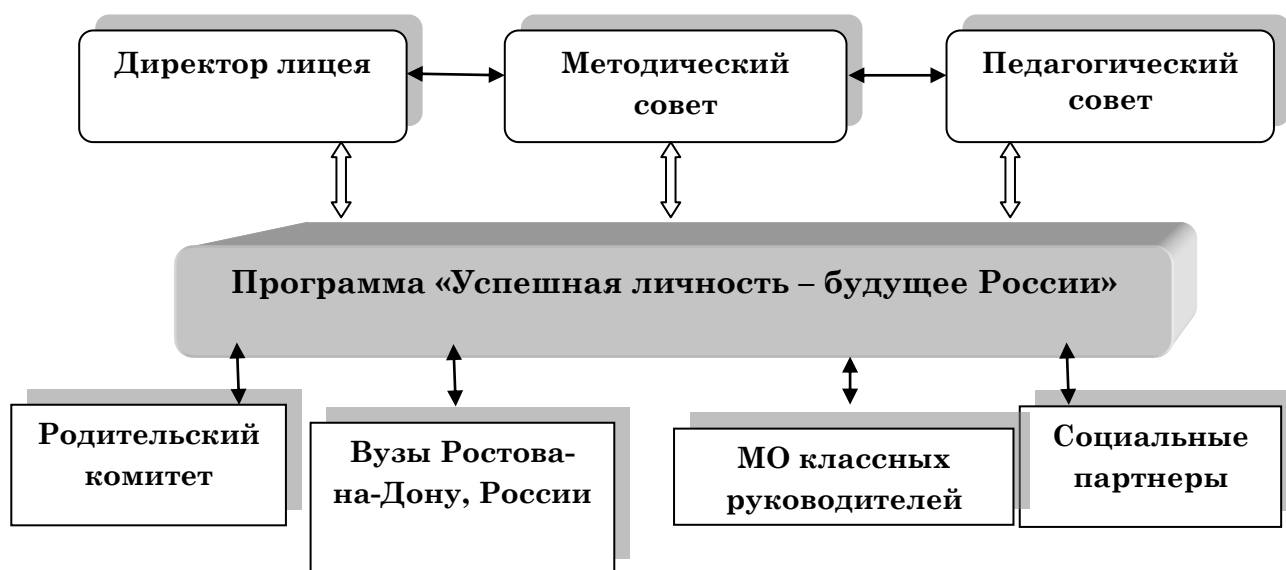 Директор лицея
Методический
совет
Педагогический
совет
Программа «Успешная личность – будущее России»
Родительский
комитет
Вузы Ростова-
на-Дону, России
МО классных
руководителей
Социальные
партнеры